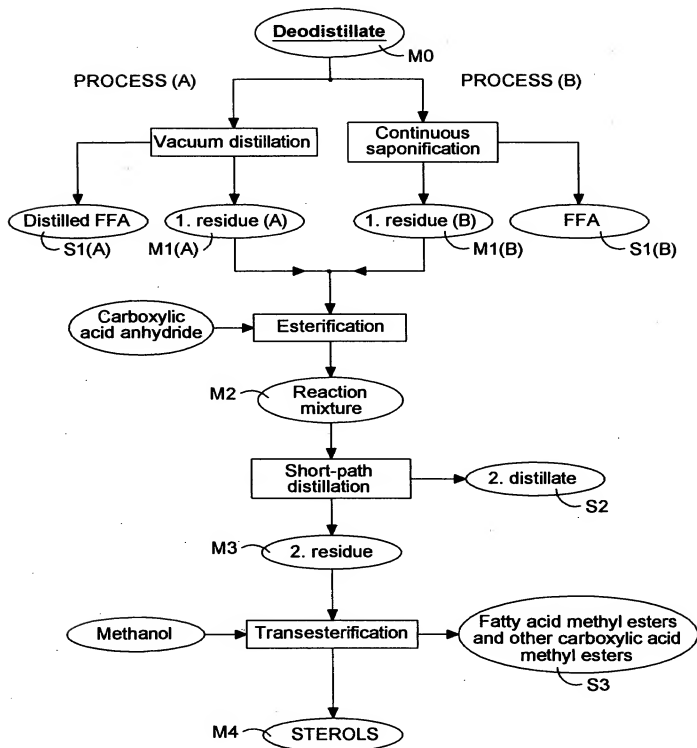 Deodistillate
M0
PROCESS (A)
PROCESS (B)
Vacuum distillation
Continuous
saponification
Distilled FFA
1. residue (A)
1. residue (B)
FFA
S1(A)
M1(A)
M1(B)
S1(B)
Carboxylic
acid anhydride
Esterification
M2
Reaction
mixture
Short-path
distillation
2. distillate
S2
M3
2. residue
Methanol
Transesterification
Fatty acid methyl esters
and other carboxylic acid
methyl esters
S3
M4
STEROLS